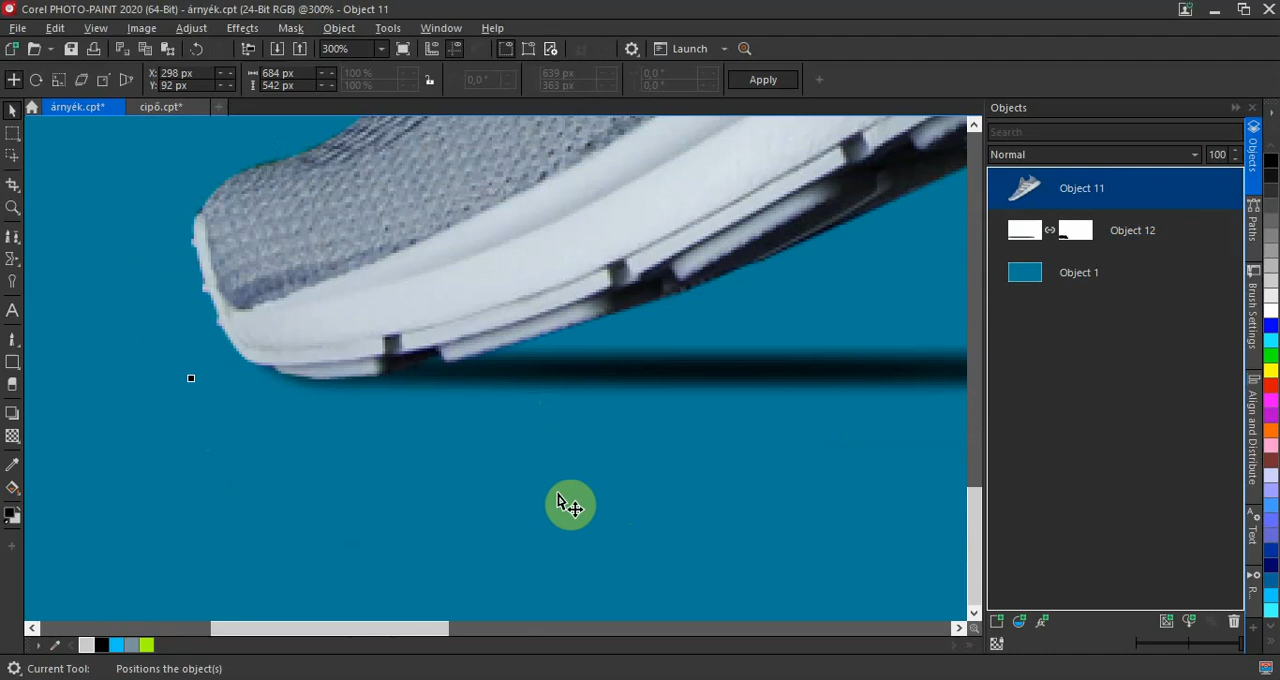 Corel PHOTO-PAINT 2020 (64-Bit) - árnyék.cpt (24-Bit RGB) @300% - Object 11
File Edit View Image Adjust Effects Mask Object Tools Window Help
300% Launch
X: 298 px 684 px 100 % 0,0 ° 639 px 0,0 °
Y: 92 px 542 px 100 % 363 px 0,0 ° Apply
árnyék.cpt* cipő.cpt*
Objects
Search
Normal 100
Object 11
Object 12
Object 1
Objects
Paths
Brush Settings
Align and Distribute
Text
R...
Current Tool: Positions the object(s)